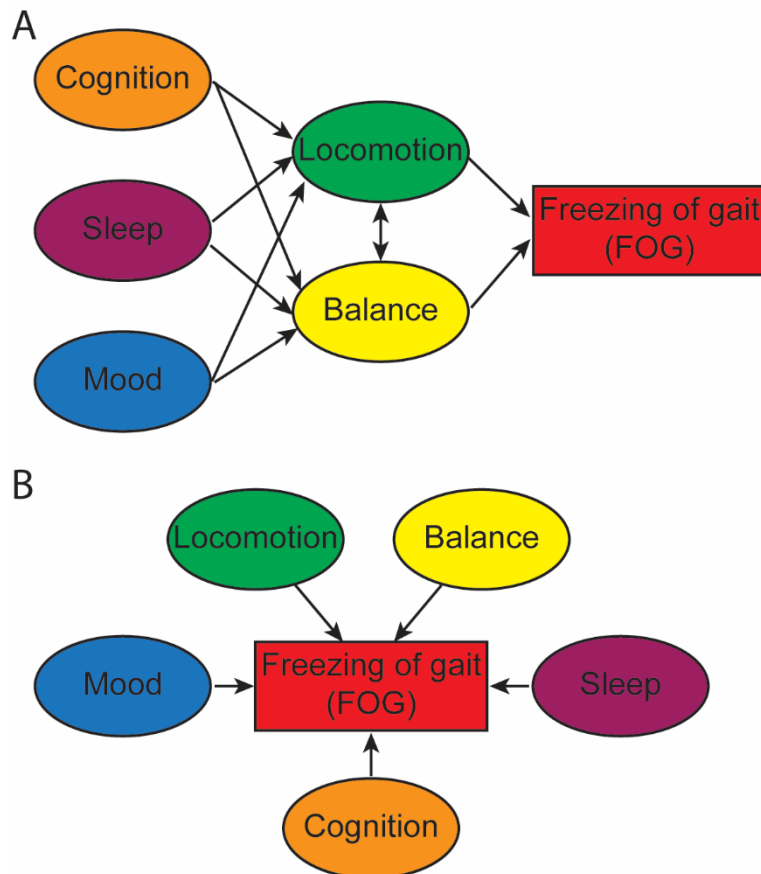 A
Cognition
Locomotion
Sleep
Freezing of gait
(FOG)
Balance
Mood
B
Locomotion
Balance
Mood
Freezing of gait
(FOG)
Sleep
Cognition